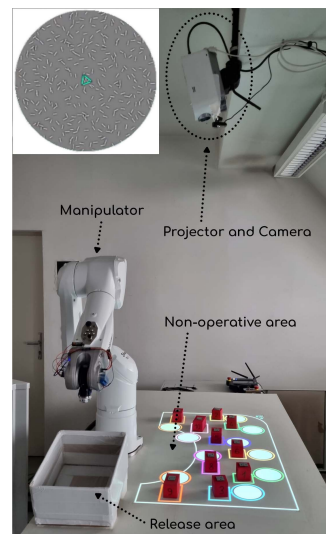 Projector and Camera
Manipulator
Non-operative area
Release area